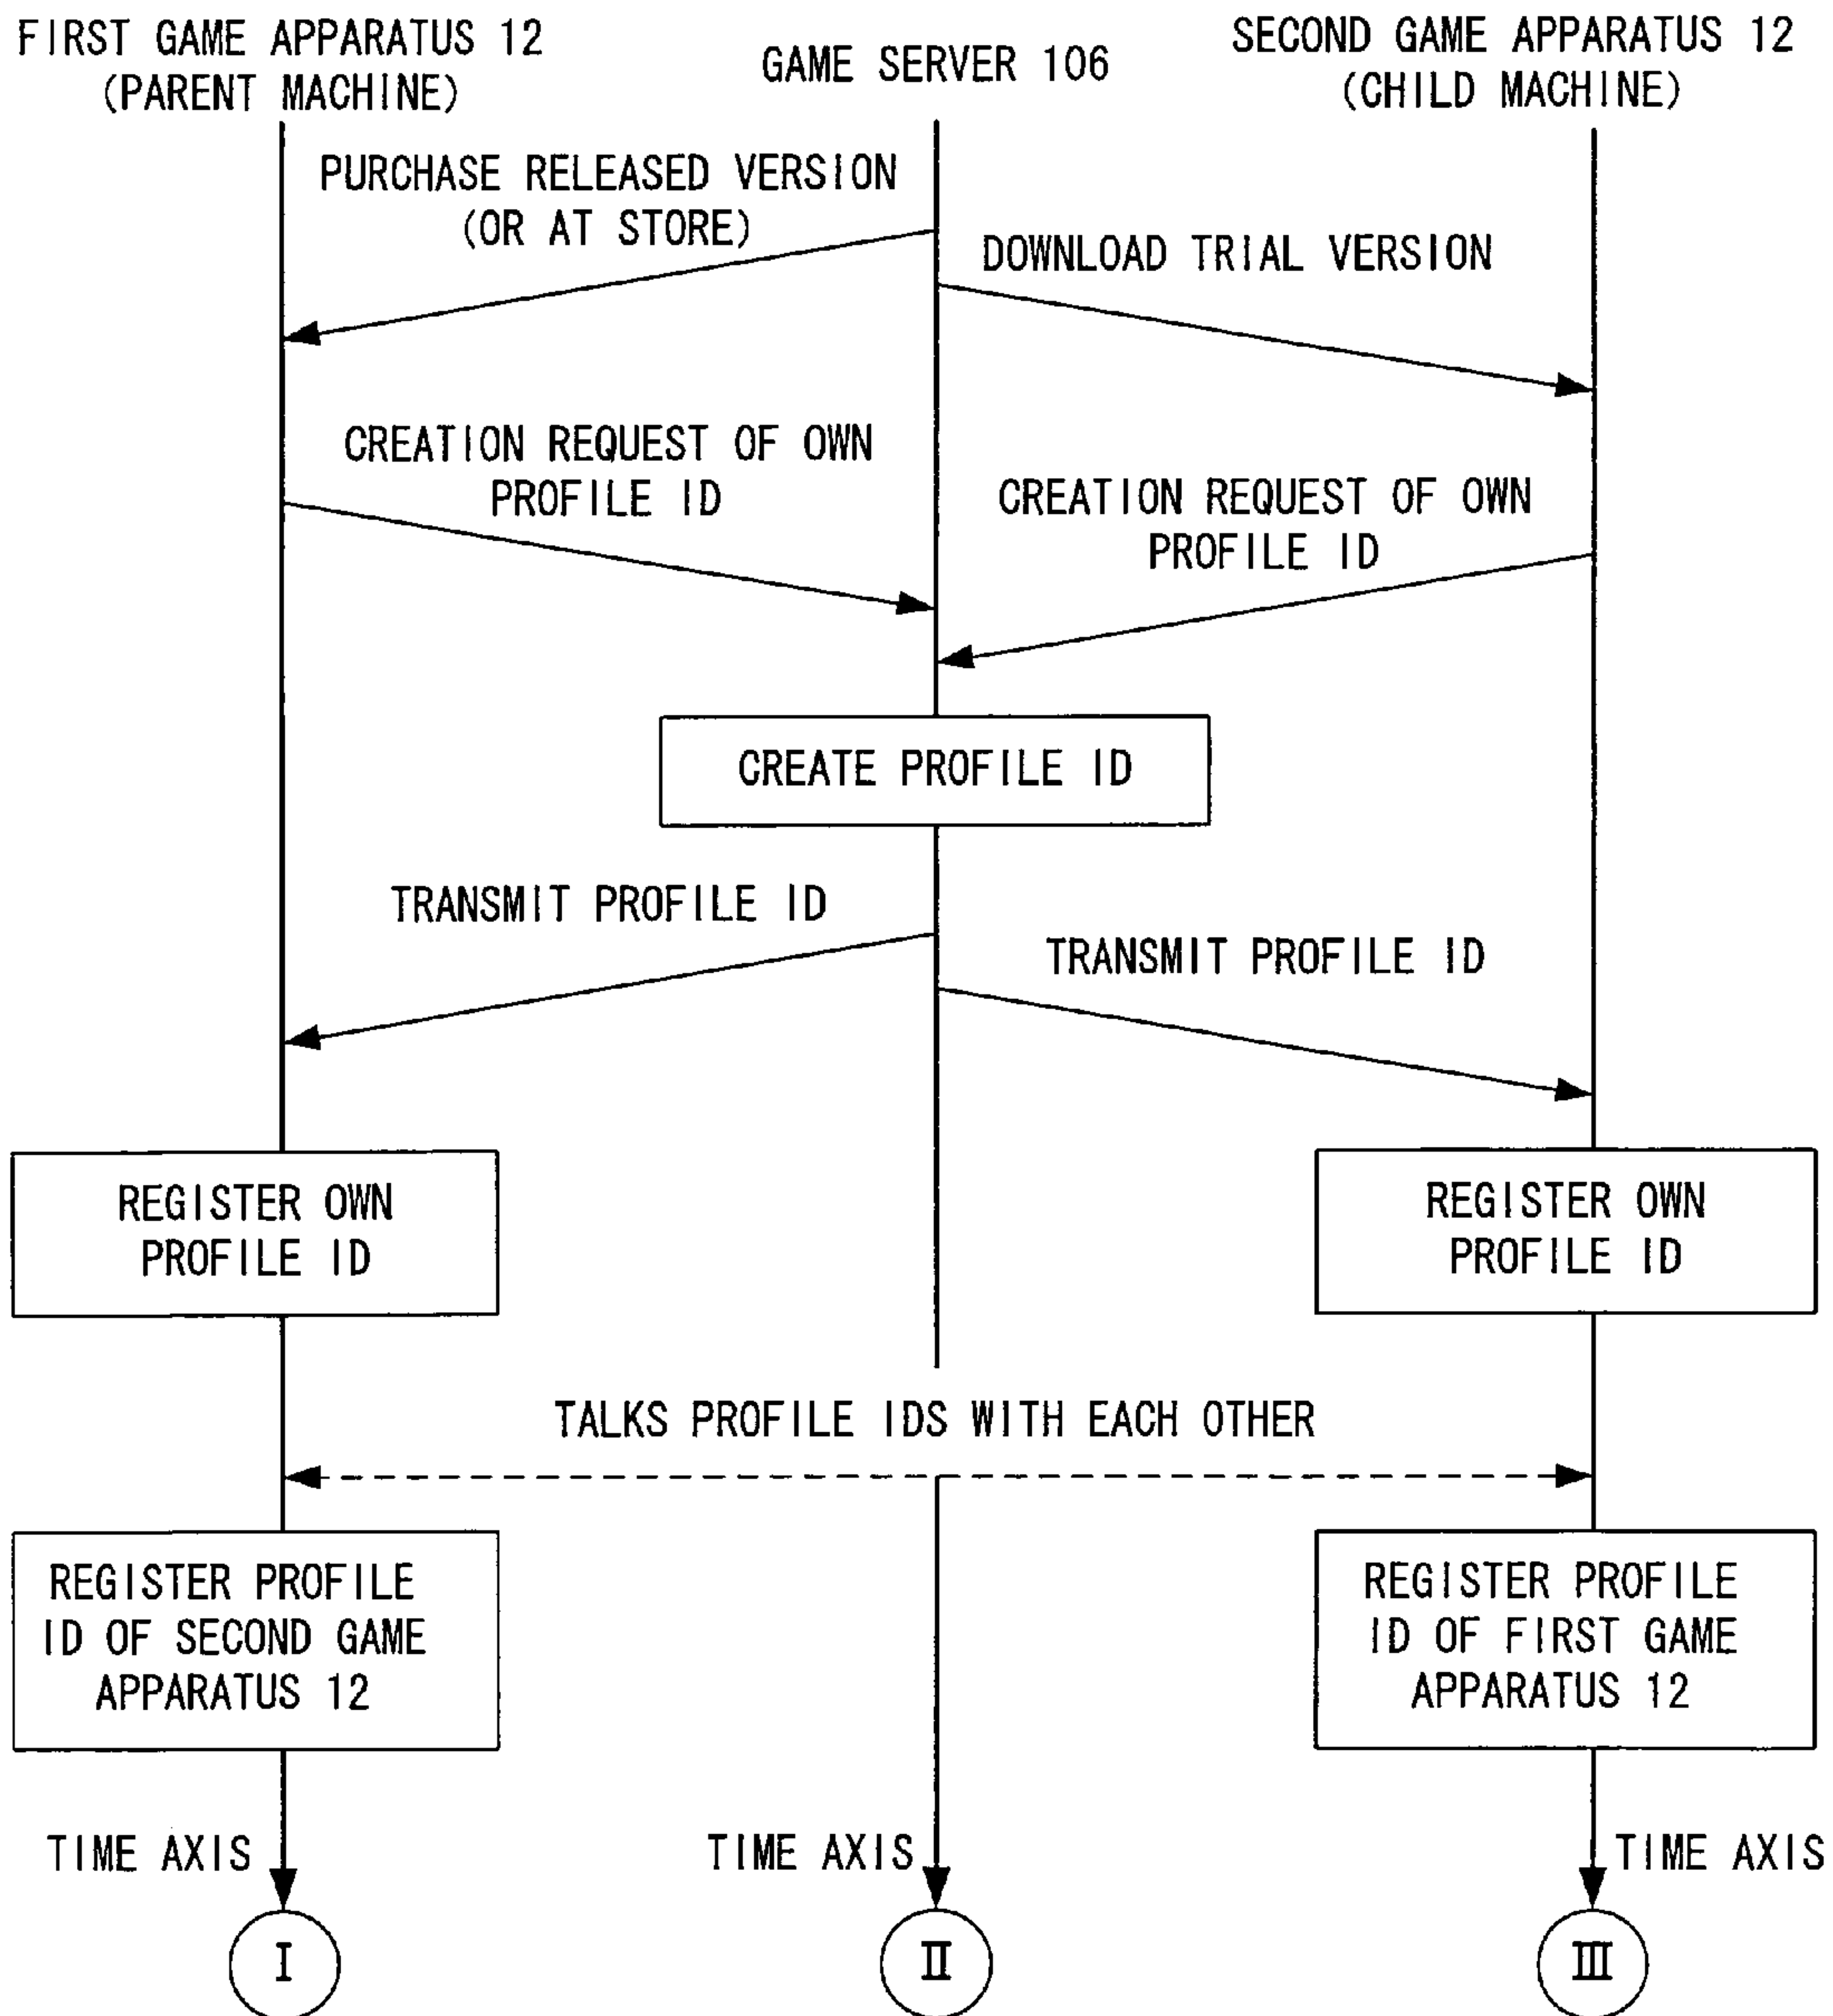 FIRST GAME APPARATUS 12
(PARENT MACHINE)
GAME SERVER 106
SECOND GAME APPARATUS 12
(CHILD MACHINE)
PURCHASE RELEASED VERSION
(OR AT STORE)
DOWNLOAD TRIAL VERSION
CREATION REQUEST OF OWN
PROFILE ID
CREATION REQUEST OF OWN
PROFILE ID
CREATE PROFILE ID
TRANSMIT PROFILE ID
TRANSMIT PROFILE ID
REGISTER OWN
PROFILE ID
REGISTER OWN
PROFILE ID
TALKS PROFILE IDS WITH EACH OTHER
REGISTER PROFILE
ID OF SECOND GAME
APPARATUS 12
REGISTER PROFILE
ID OF FIRST GAME
APPARATUS 12
TIME AXIS
TIME AXIS
TIME AXIS
I
II
III